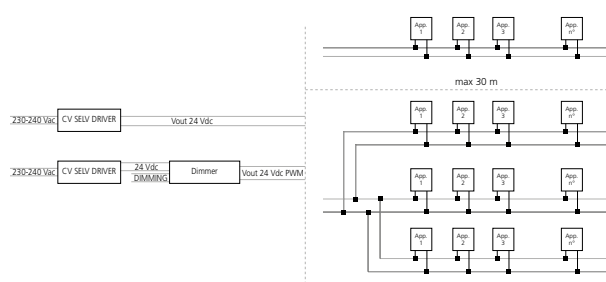 App. 1
App. 2
App. 3
App. n°
max 30 m
230-240 Vac
CV SELV DRIVER
Vout 24 Vdc
App. 1
App. 2
App. 3
App. n°
230-240 Vac
CV SELV DRIVER
24 Vdc
DIMMING
Dimmer
Vout 24 Vdc PWM
App. 1
App. 2
App. 3
App. n°
App. 1
App. 2
App. 3
App. n°